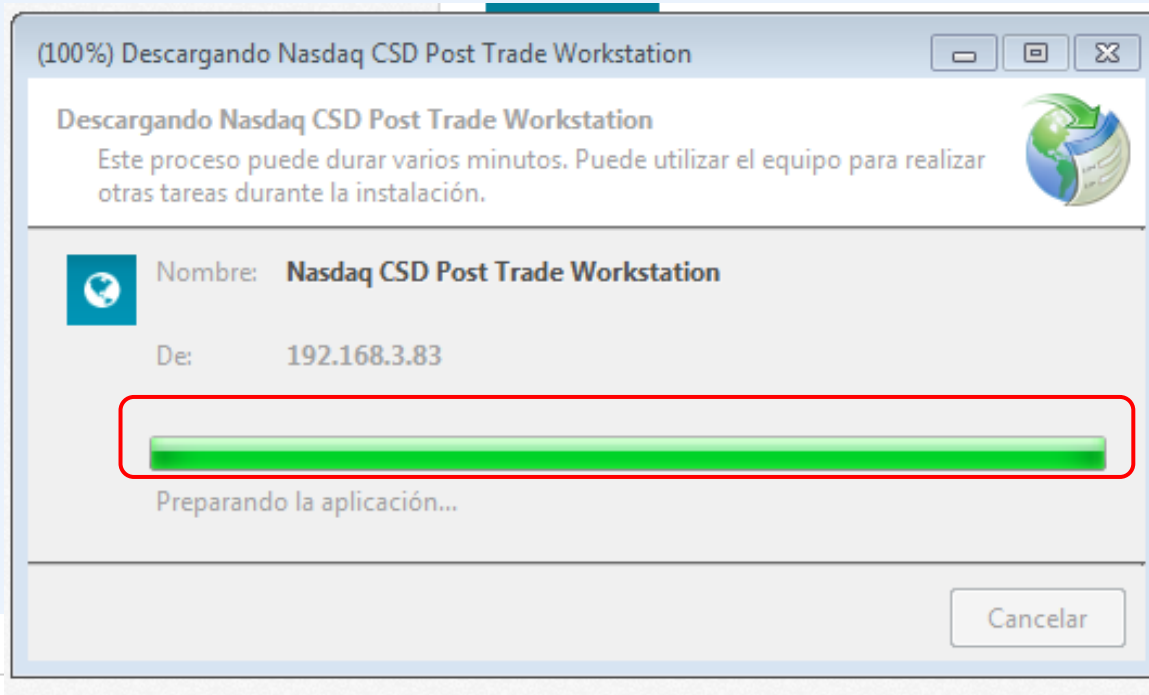 (100%) Descargando Nasdaq CSD Post Trade Workstation
Descargando Nasdaq CSD Post Trade Workstation
Este proceso puede durar varios minutos. Puede utilizar el equipo para realizar
otras tareas durante la instalación.
Nombre: Nasdaq CSD Post Trade Workstation
De: 192.168.3.83
Preparando la aplicación...
Cancelar